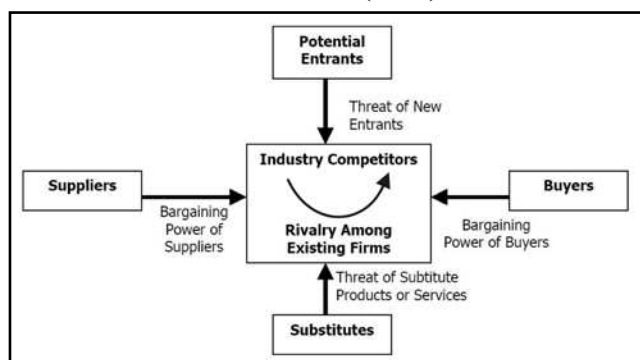 Potential
Entrants
Threat of New
Entrants
Industry Competitors
Suppliers
Buyers
Bargaining
Power of
Suppliers
Rivalry Among
Existing Firms
Bargaining
Power of Buyers
Threat of Subtitute
Products or Services
Substitutes